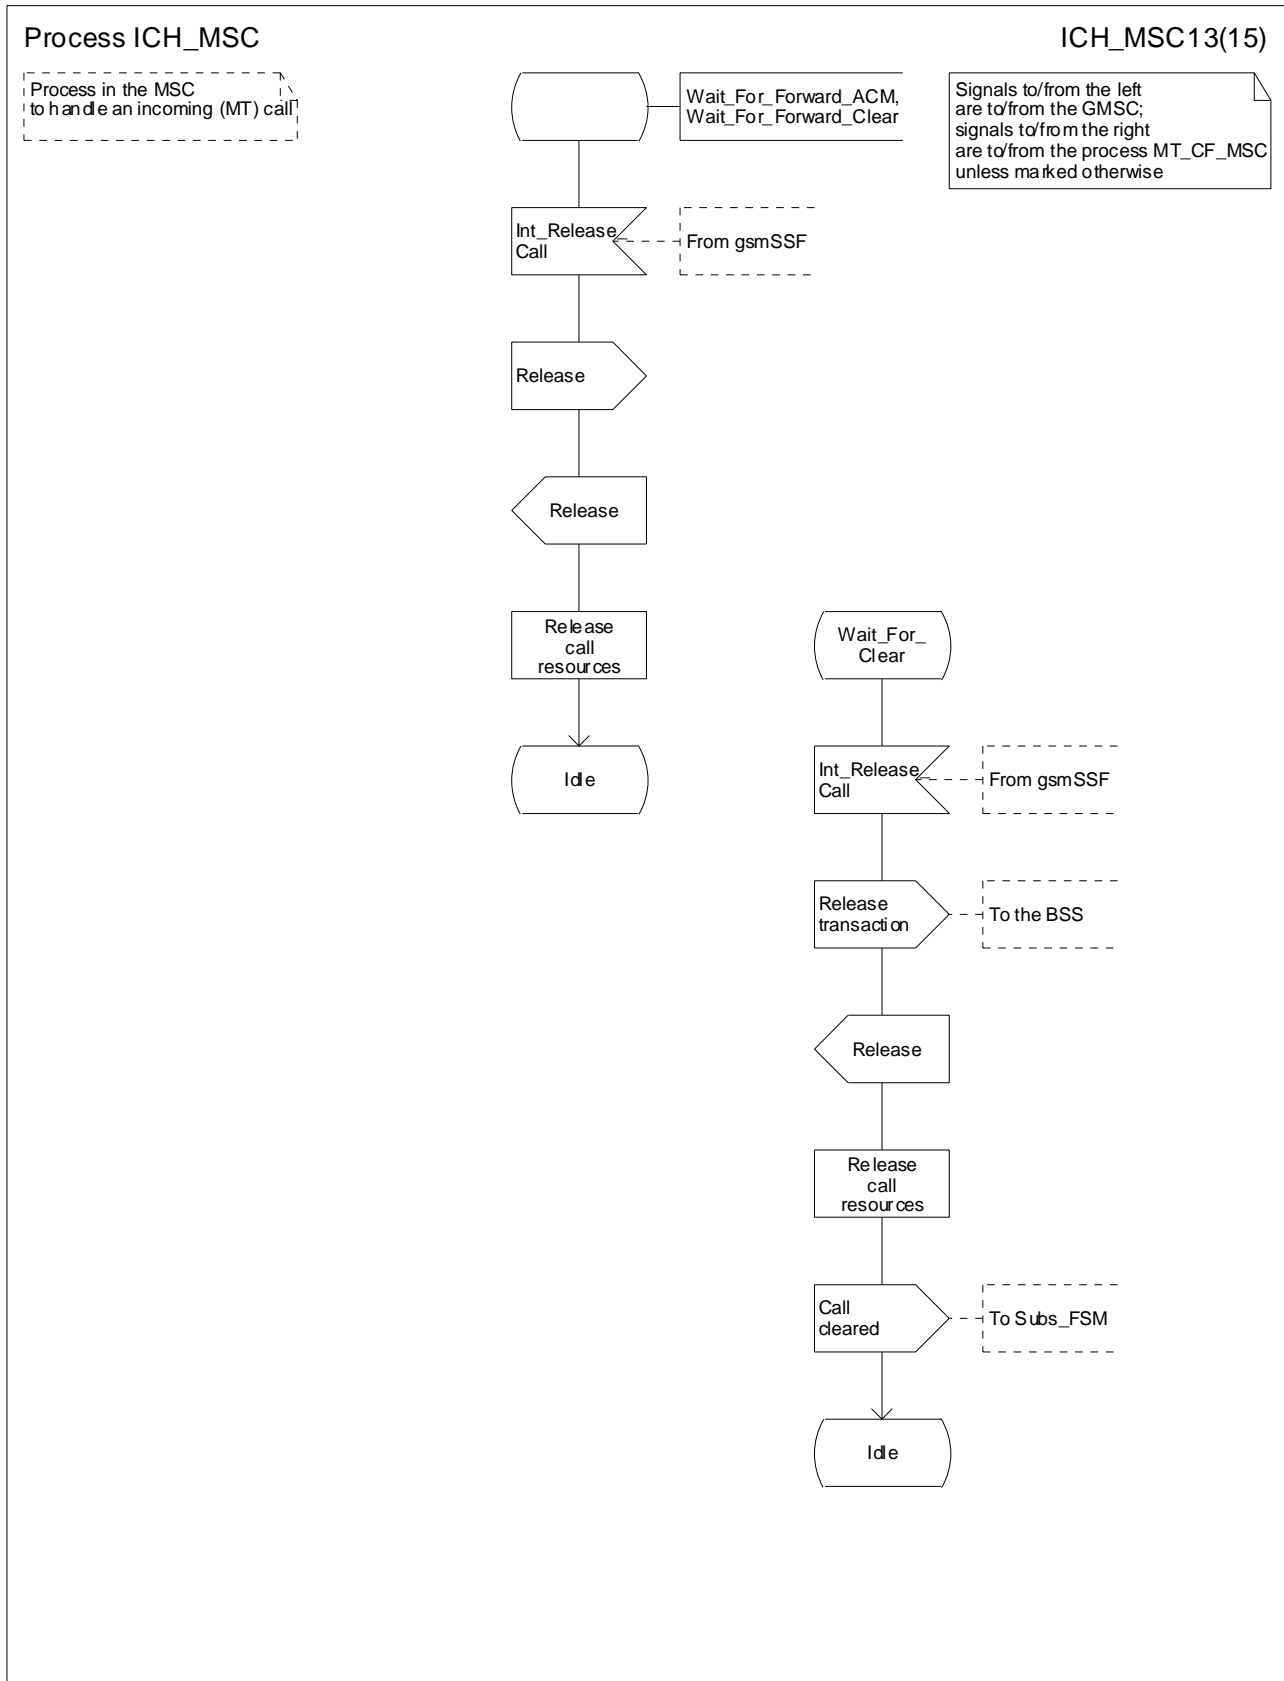 Process ICH_MSC
ICH_MSC13(15)
Process in the MSC
to handle an incoming (MT) call
Wait_For_Forward_ACM,
Wait_For_Forward_Clear
Signals to/from the left
are to/from the GMSC;
signals to/from the right
are to/from the process MT_CF_MSC
unless marked otherwise
Int_Release_
Call
From gsmSSF
Release
Release
Release
call
resources
Idle
Wait_For_
Clear
Int_Release_
Call
From gsmSSF
Release
transaction
To the BSS
Release
Release
call
resources
Call
cleared
To Subs_FSM
Idle